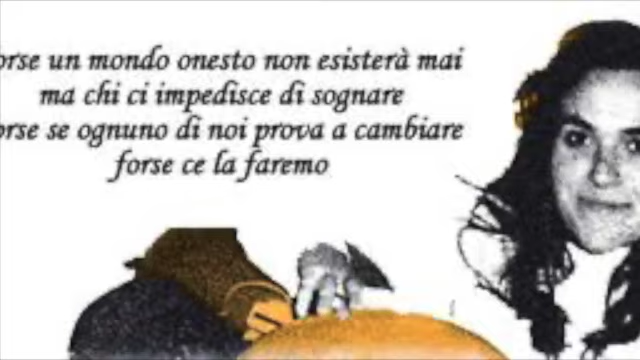 orse un mondo onesto non esisterà mai
ma chi ci impedisce di sognare
orse se ognuno di noi prova a cambiare
forse ce la faremo